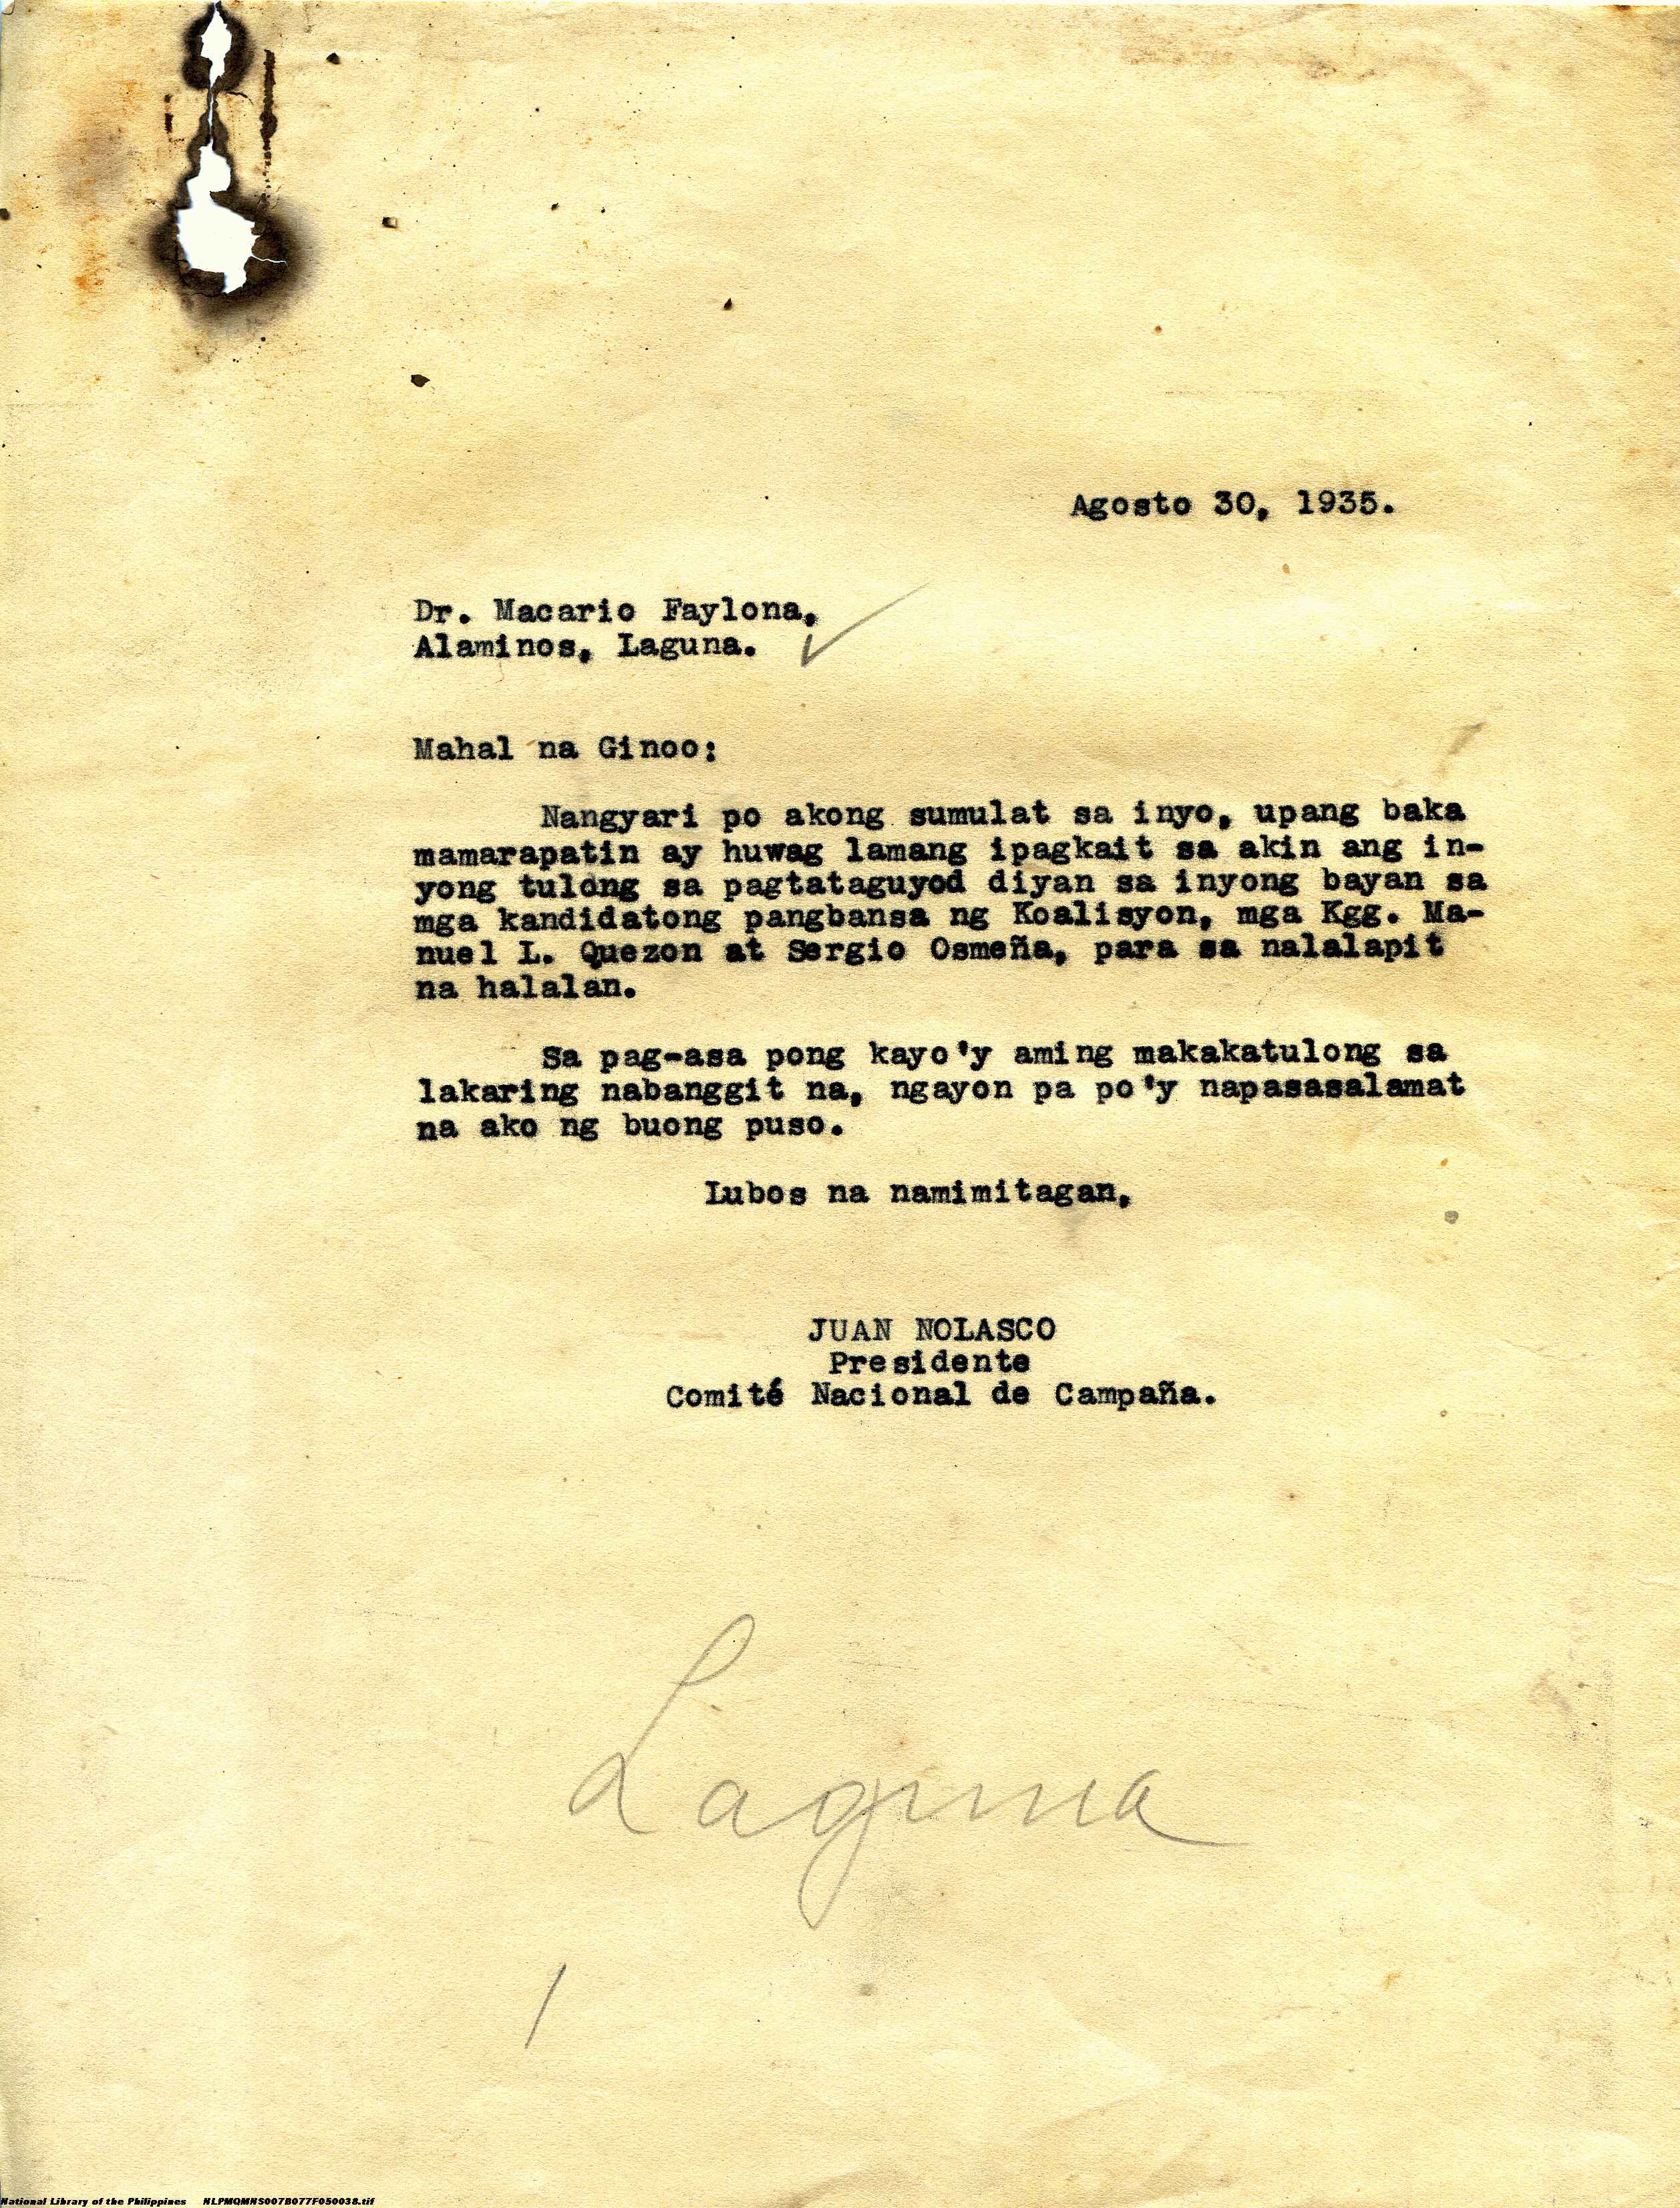 Agosto 30, 1935.
Dr. Macario Faylona,
Alaminos, Laguna.
Mahal na Ginoo:
Nangyari po akong sumulat sa inyo, upang baka
mamarapatin ay huwag lamang ipagkait sa akin ang in-
yong tulong sa pagtataguyod diyan sa inyong bayan sa
mga kandidatong pangbansa ng Koalisyon, mga Kgg. Ma-
nuel L. Quezon at Sergio Osmeña, para sa nalalapit
na halalan.
Sa pag-asa pong kayo'y aming makakatulong sa
lakaring nabanggit na, ngayon pa po'y napasasalamat
na ako ng buong puso.
Lubos na namimitagan,
JUAN NOLASCO
Presidente
Comité Nacional de Campaña.
Laguna
/
National Library of the Philippines NLPMQMNS007B077F050038.tif